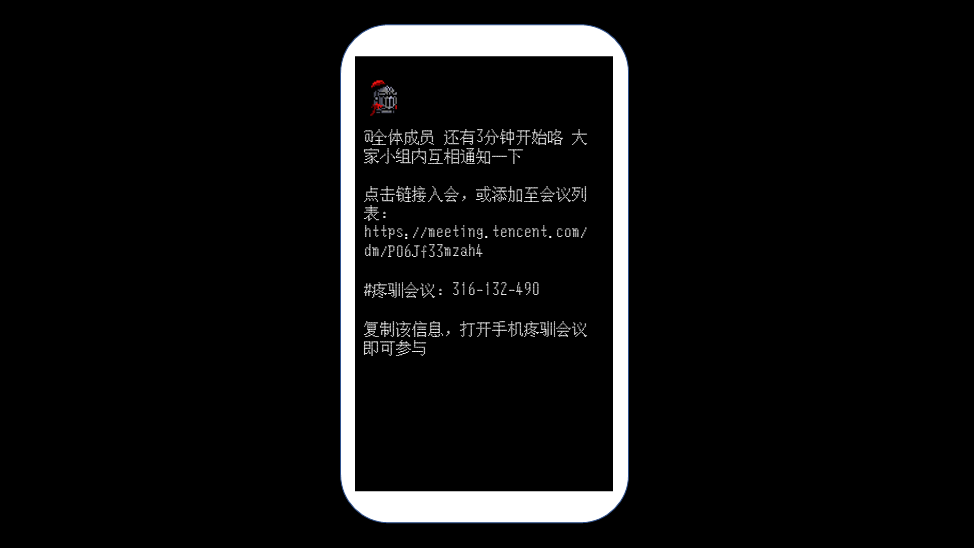 @全体成员 还有3分钟开始咯 大
家小组内互相通知一下
点击链接入会，或添加至会议列
表：
https://meeting.tencent.com/
dm/PO6Jf33mzah4
#疼驯会议：316-132-490
复制该信息，打开手机疼驯会议
即可参与